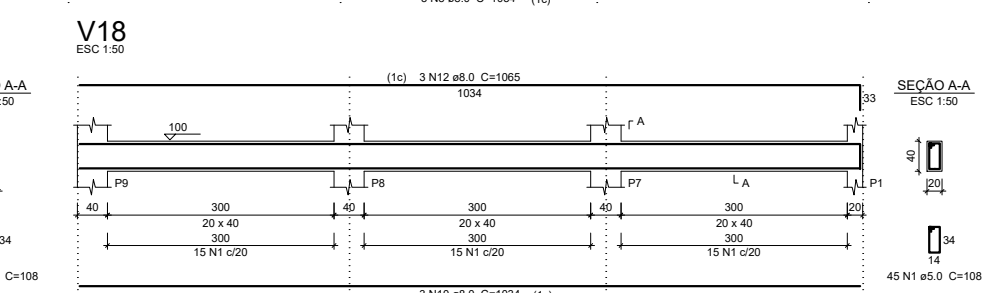 V18
ESC 1:50
A-A
:50
(1c) 3 N12 ø8.0 C=1065
1034
33
SEÇÃO A-A
ESC 1:50
100
A
40
P9
P8
P7
A
P1
20
40
300
40
300
40
300
20
20 x 40
20 x 40
20 x 40
34
300
300
300
34
15 N1 c/20
15 N1 c/20
15 N1 c/20
14
C=108
45 N1 ø5.0 C=108